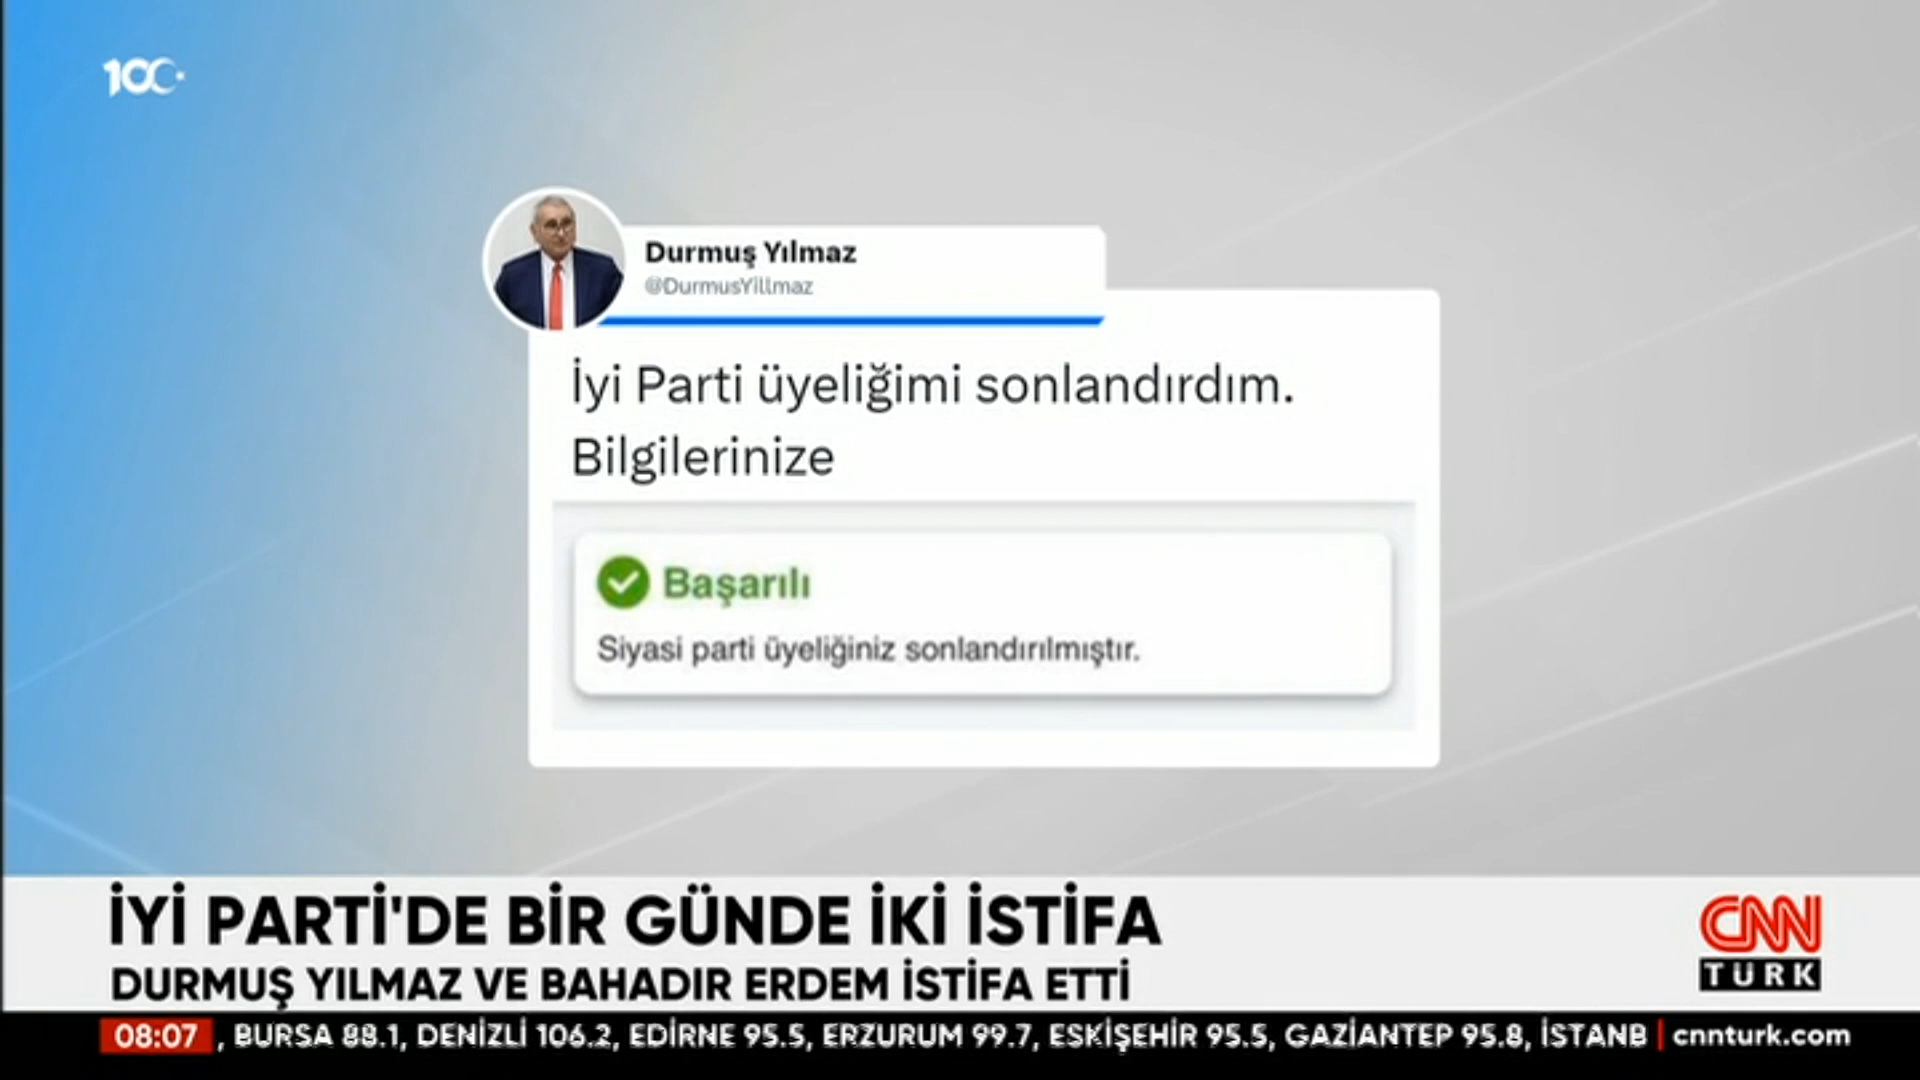 100
Durmuş Yılmaz
@DurmusYillmaz
İyi Parti üyeliğimi sonlandırdım.
Bilgilerinize
Başarılı
Siyasi parti üyeliğiniz sonlandırılmıştır.
İYİ PARTİ'DE BİR GÜNDE İKİ İSTİFA
DURMUŞ YILMAZ VE BAHADIR ERDEM İSTİFA ETTİ
CNN
TÜRK
08:07 , BURSA 88.1, DENİZLİ 106.2, EDİRNE 95.5, ERZURUM 99.7, ESKİŞEHİR 95.5, GAZİANTEP 95.8, İSTANB | cnnturk.com